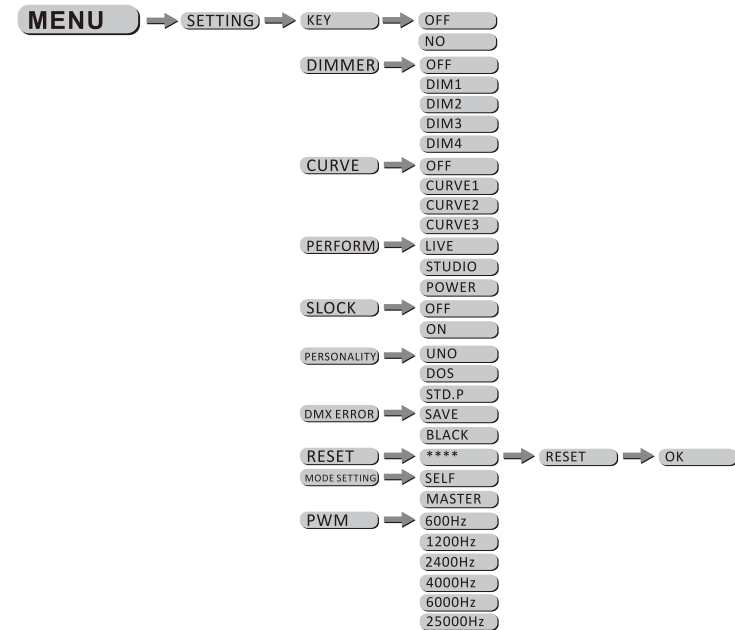 MENU SETTING KEY OFF
NO
DIMMER OFF
DIM1
DIM2
DIM3
DIM4
CURVE OFF
CURVE1
CURVE2
CURVE3
PERFORM LIVE
STUDIO
POWER
SLOCK OFF
ON
PERSONALITY UNO
DOS
STD.P
DMX ERROR SAVE
BLACK
RESET **** RESET OK
MODE SETTING SELF
MASTER
PWM 600Hz
1200Hz
2400Hz
4000Hz
6000Hz
25000Hz